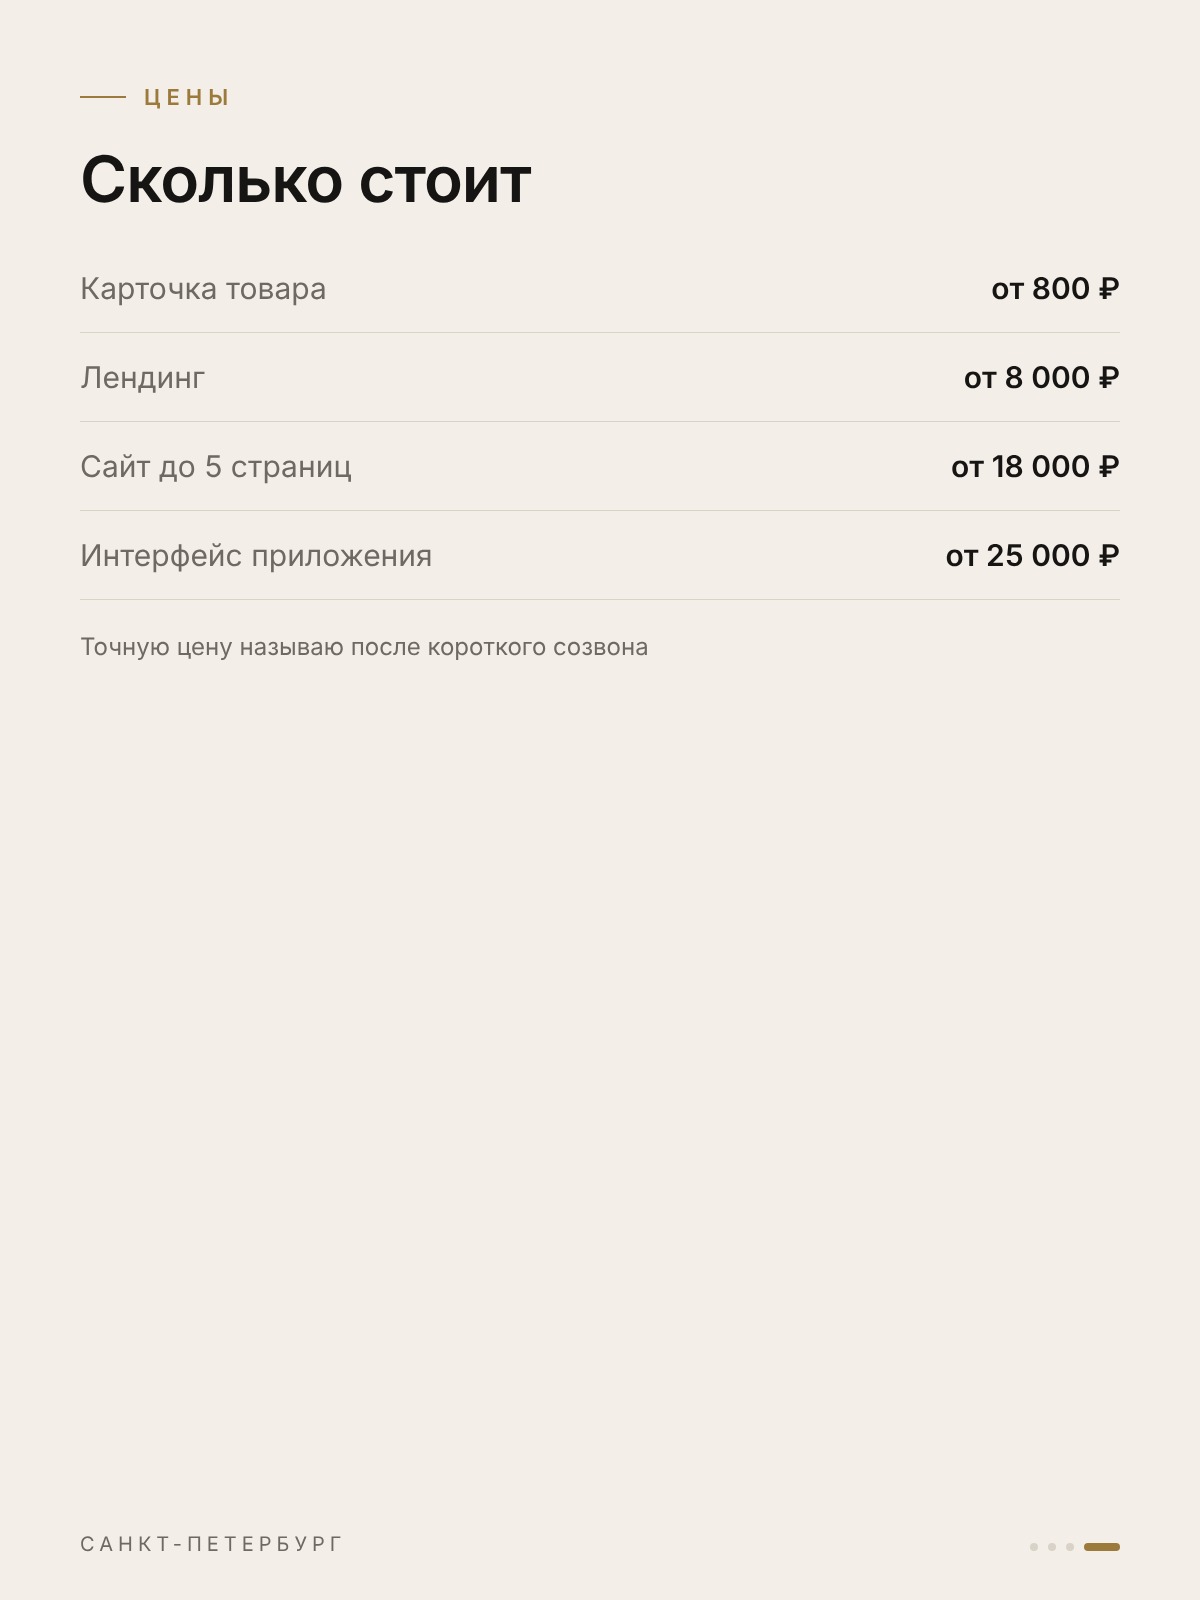 ЦЕНЫ
Сколько стоит
Карточка товара от 800 ₽
Лендинг от 8 000 ₽
Сайт до 5 страниц от 18 000 ₽
Интерфейс приложения от 25 000 ₽
Точную цену называю после короткого созвона
САНКТ-ПЕТЕРБУРГ